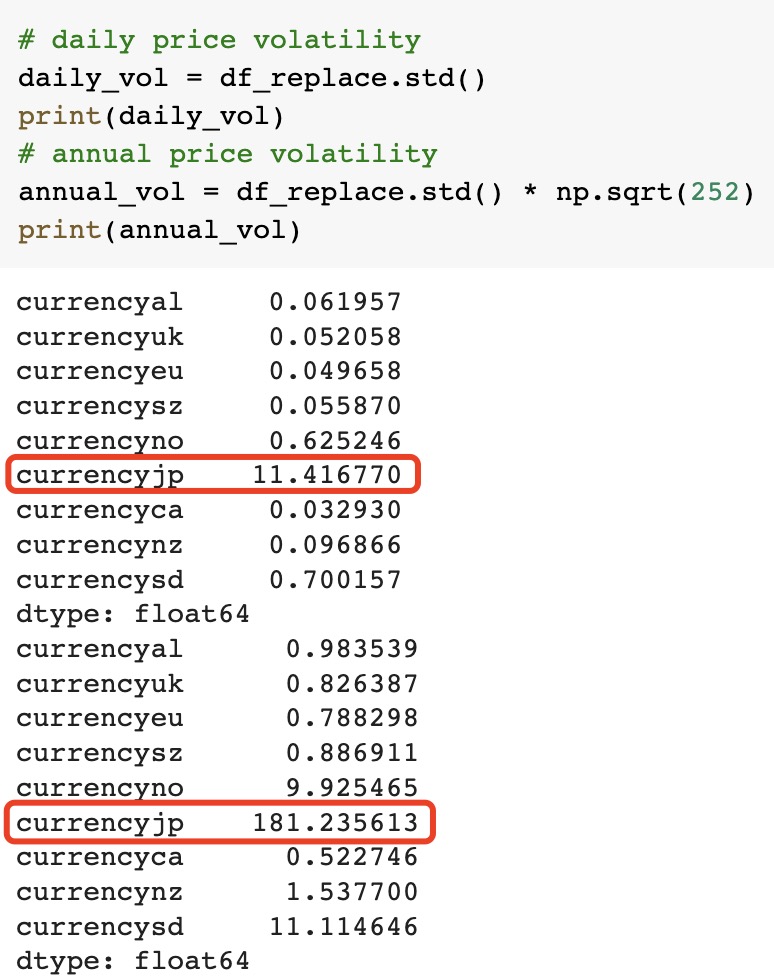 # daily price volatility
daily_vol = df_replace.std()
print(daily_vol)
# annual price volatility
annual_vol = df_replace.std() * np.sqrt(252)
print(annual_vol)
currencyal 0.061957
currencyuk 0.052058
currencyeu 0.049658
currencysz 0.055870
currencyno 0.625246
currencyjp 11.416770
currencyca 0.032930
currencynz 0.096866
currencysd 0.700157
dtype: float64
currencyal 0.983539
currencyuk 0.826387
currencyeu 0.788298
currencysz 0.886911
currencyno 9.925465
currencyjp 181.235613
currencyca 0.522746
currencynz 1.537700
currencysd 11.114646
dtype: float64